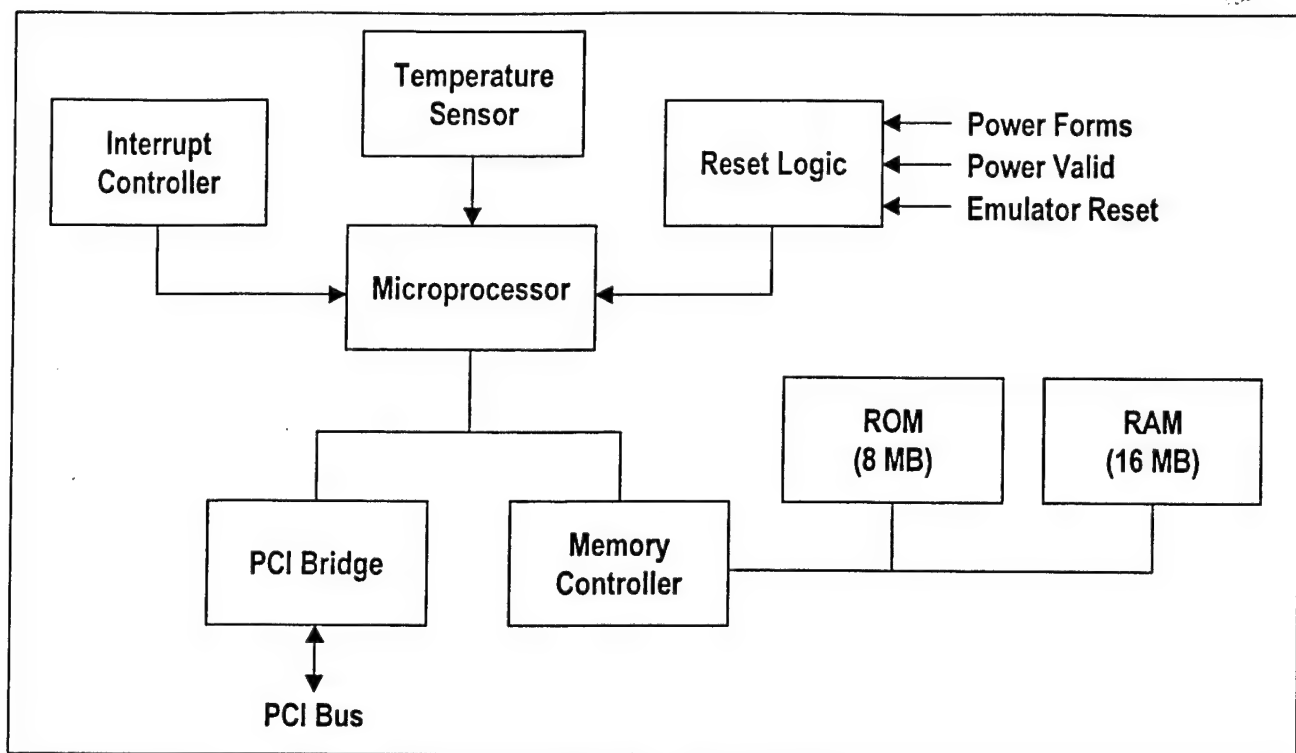 Temperature
Sensor
Interrupt
Controller
Reset Logic
Power Forms
Power Valid
Emulator Reset
Microprocessor
ROM
(8 MB)
RAM
(16 MB)
PCI Bridge
Memory
Controller
PCI Bus